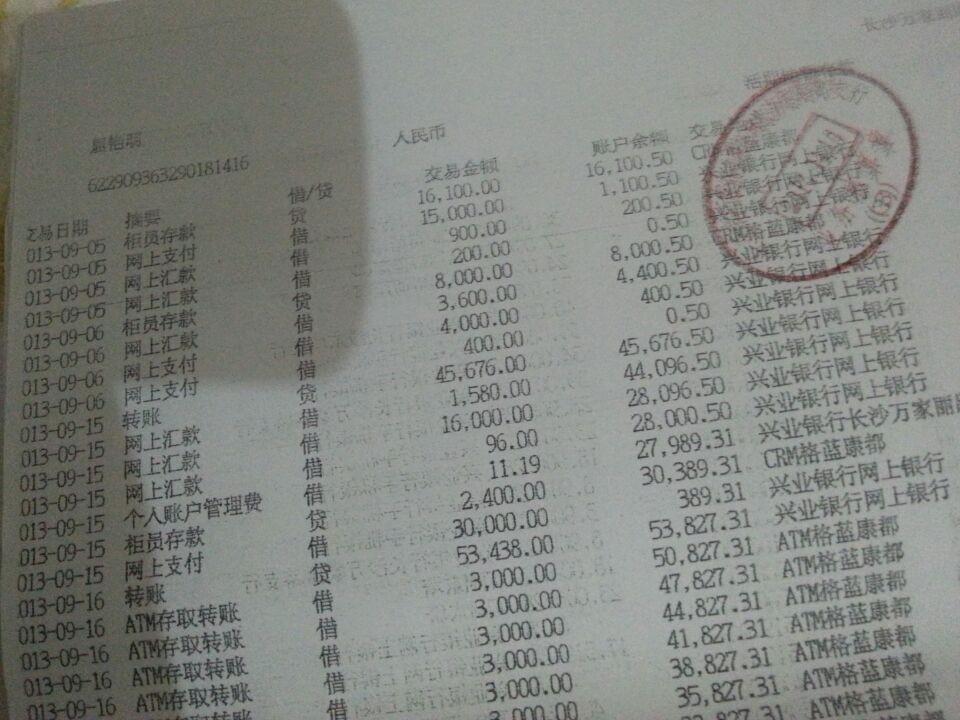 人民币
622909363290181416
交易日期 摘要 借/贷 交易金额 账户余额 交易
013-09-05 柜员存款 贷 16,100.00 16,100.50 CRM格蓝康都
013-09-05 网上支付 借 15,000.00 1,100.50 兴业银行网上银行
013-09-05 网上汇款 借 900.00 200.50 兴业银行网上银行
013-09-05 网上汇款 借 200.00 0.50 兴业银行网上银行
013-09-06 柜员存款 贷 8,000.00 8,000.50 CRM格蓝康都
013-09-06 网上汇款 借 3,600.00 4,400.50 兴业银行网上银行
013-09-06 网上支付 借 4,000.00 400.50 兴业银行网上银行
013-09-06 网上支付 借 400.00 0.50 兴业银行网上银行
013-09-15 转账 贷 45,676.00 45,676.50 兴业银行网上银行
013-09-15 网上汇款 借 1,580.00 44,096.50 兴业银行网上银行
013-09-15 网上汇款 借 16,000.00 28,096.50 兴业银行网上银行
013-09-15 网上汇款 借 96.00 28,000.50 兴业银行网上银行
013-09-15 个人账户管理费 借 11.19 27,989.31 兴业银行长沙万家丽
013-09-15 柜员存款 贷 2,400.00 30,389.31 CRM格蓝康都
013-09-15 网上支付 借 30,000.00 389.31 兴业银行网上银行
013-09-16 转账 贷 53,438.00 53,827.31 兴业银行网上银行
013-09-16 ATM存取转账 借 3,000.00 50,827.31 ATM格蓝康都
013-09-16 ATM存取转账 借 3,000.00 47,827.31 ATM格蓝康都
013-09-16 ATM存取转账 借 3,000.00 44,827.31 ATM格蓝康都
013-09-16 ATM存取转账 借 3,000.00 41,827.31 ATM格蓝康都
ATM存取转账 借 3,000.00 38,827.31 ATM格蓝康都
3,000.00 35,827.31 ATM格蓝康都